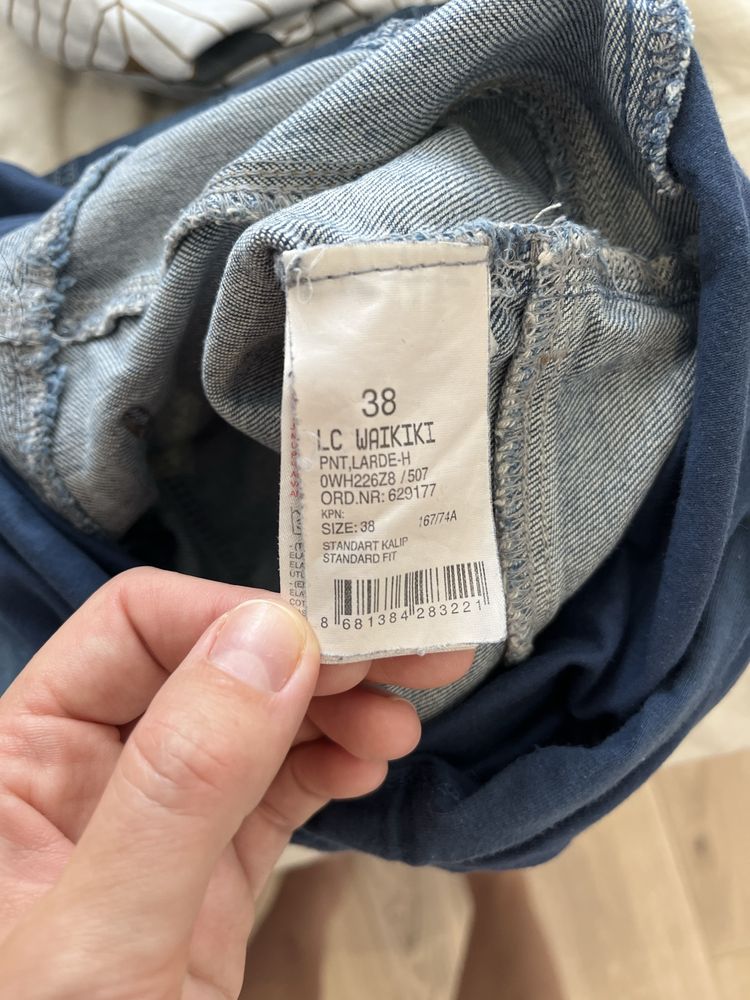 38
LC WAIKIKI
PNT,LARDE-H
0WH226Z8 / 507
ORD.NR: 629177
KPN:
SIZE: 38 167/74A
STANDART KALIP
STANDARD FIT
8 681384 283221